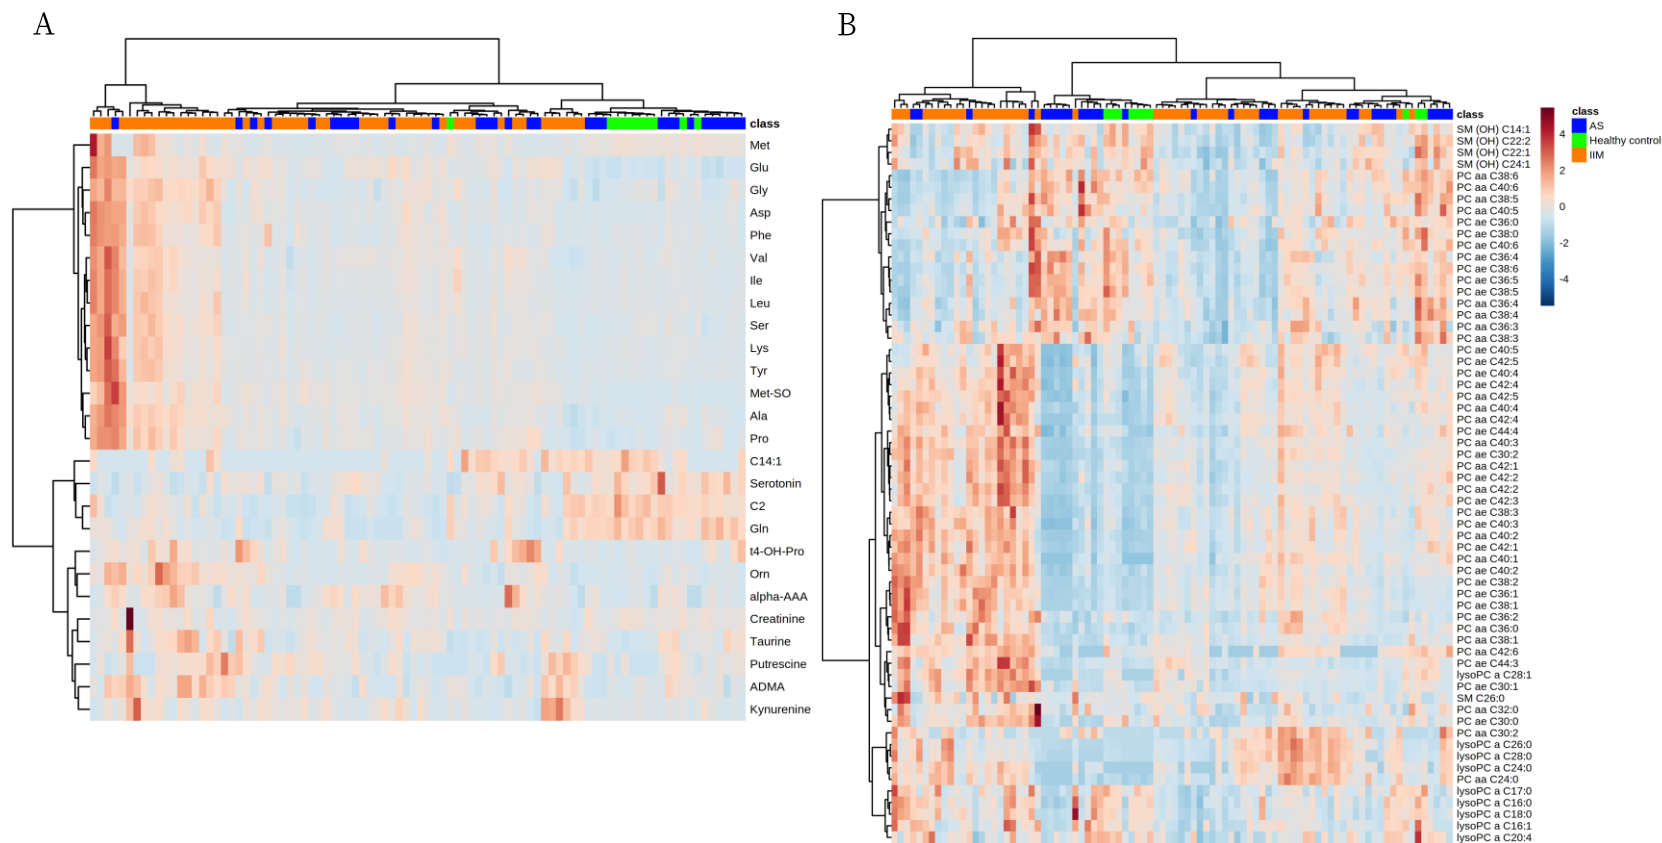 A
class
Met
Glu
Gly
Asp
Phe
Val
Ile
Leu
Ser
Lys
Tyr
Met-SO
Ala
Pro
C14:1
Serotonin
C2
Gln
t4-OH-Pro
Orn
alpha-AAA
Creatinine
Taurine
Putrescine
ADMA
Kynurenine
B
class
SM (OH) C14:1
SM (OH) C22:2
SM (OH) C22:1
SM (OH) C24:1
PC aa C38:6
PC aa C40:6
PC aa C38:5
PC aa C40:5
PC ae C36:0
PC ae C38:0
PC ae C40:6
PC ae C36:4
PC ae C38:6
PC ae C36:5
PC ae C38:5
PC aa C36:4
PC aa C38:4
PC aa C36:3
PC aa C38:3
PC ae C40:5
PC ae C42:5
PC ae C40:4
PC ae C42:4
PC aa C42:5
PC aa C40:4
PC aa C42:4
PC ae C44:4
PC aa C40:3
PC ae C30:2
PC aa C42:1
PC ae C42:2
PC aa C42:2
PC ae C42:3
PC ae C38:3
PC ae C40:3
PC aa C40:2
PC ae C42:1
PC aa C40:1
PC ae C40:2
PC ae C38:2
PC ae C36:1
PC ae C38:1
PC ae C36:2
PC aa C36:0
PC aa C38:1
PC aa C42:6
PC ae C44:3
lysoPC a C28:1
PC ae C30:1
SM C26:0
PC aa C32:0
PC ae C30:0
PC aa C30:2
lysoPC a C26:0
lysoPC a C28:0
lysoPC a C24:0
PC aa C24:0
lysoPC a C17:0
lysoPC a C16:0
lysoPC a C18:0
lysoPC a C16:1
lysoPC a C20:4
4
2
0
-2
-4
class
AS
Healthy control
IIM